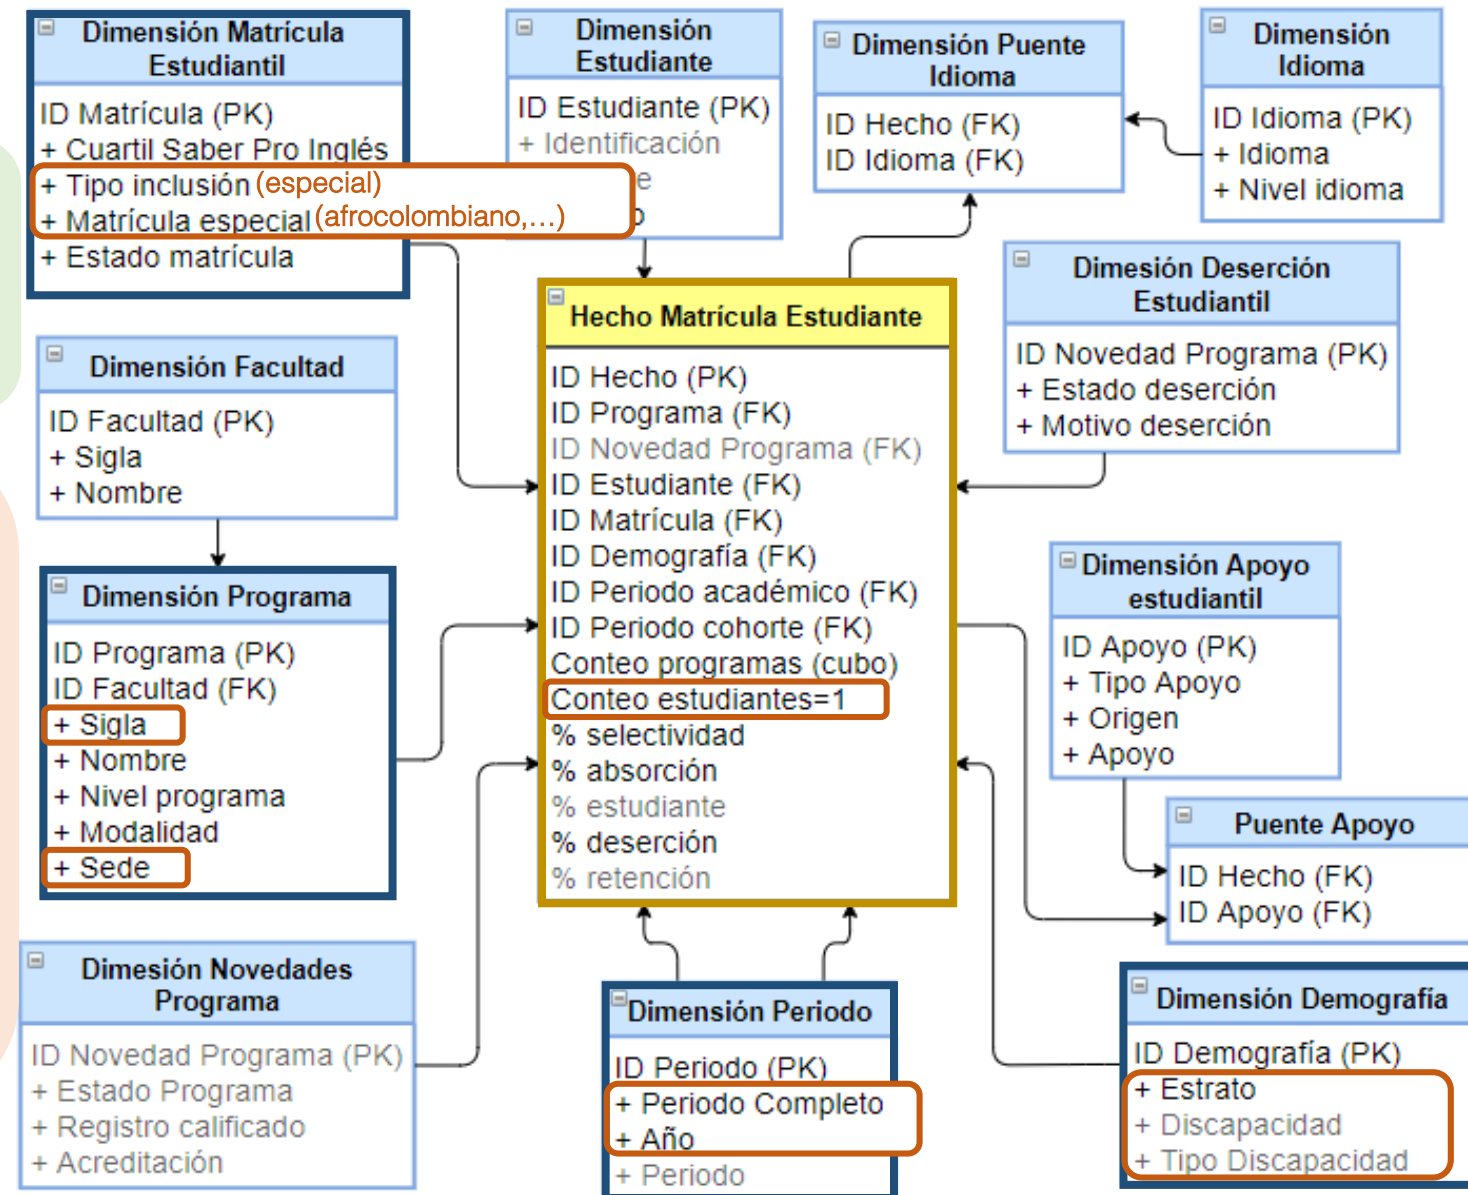 Dimensión Matrícula
Estudiantil
ID Matrícula (PK)
+ Cuartil Saber Pro Inglés
+ Tipo inclusión (especial)
+ Matrícula especial (afrocolombiano,...)
+ Estado matrícula
Dimensión
Estudiante
ID Estudiante (PK)
+ Identificación
e
o
Dimensión Puente
Idioma
ID Hecho (FK)
ID Idioma (FK)
Dimensión
Idioma
ID Idioma (PK)
+ Idioma
+ Nivel idioma
Dimesión Deserción
Estudiantil
ID Novedad Programa (PK)
+ Estado deserción
+ Motivo deserción
Hecho Matrícula Estudiante
ID Hecho (PK)
ID Programa (FK)
ID Novedad Programa (FK)
ID Estudiante (FK)
ID Matrícula (FK)
ID Demografía (FK)
ID Periodo académico (FK)
ID Periodo cohorte (FK)
Conteo programas (cubo)
Conteo estudiantes=1
% selectividad
% absorción
% estudiante
% deserción
% retención
Dimensión Facultad
ID Facultad (PK)
+ Sigla
+ Nombre
Dimensión Programa
ID Programa (PK)
ID Facultad (FK)
+ Sigla
+ Nombre
+ Nivel programa
+ Modalidad
+ Sede
Dimensión Apoyo
estudiantil
ID Apoyo (PK)
+ Tipo Apoyo
+ Origen
+ Apoyo
Puente Apoyo
ID Hecho (FK)
ID Apoyo (FK)
Dimesión Novedades
Programa
ID Novedad Programa (PK)
+ Estado Programa
+ Registro calificado
+ Acreditación
Dimensión Periodo
ID Periodo (PK)
+ Periodo Completo
+ Año
+ Periodo
Dimensión Demografía
ID Demografía (PK)
+ Estrato
+ Discapacidad
+ Tipo Discapacidad